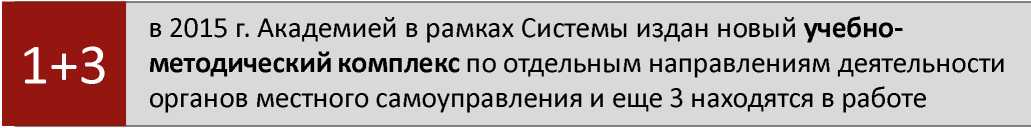 1+3
в 2015 г. Академией в рамках Системы издан новый учебно-
методический комплекс по отдельным направлениям деятельности
органов местного самоуправления и еще 3 находятся в работе